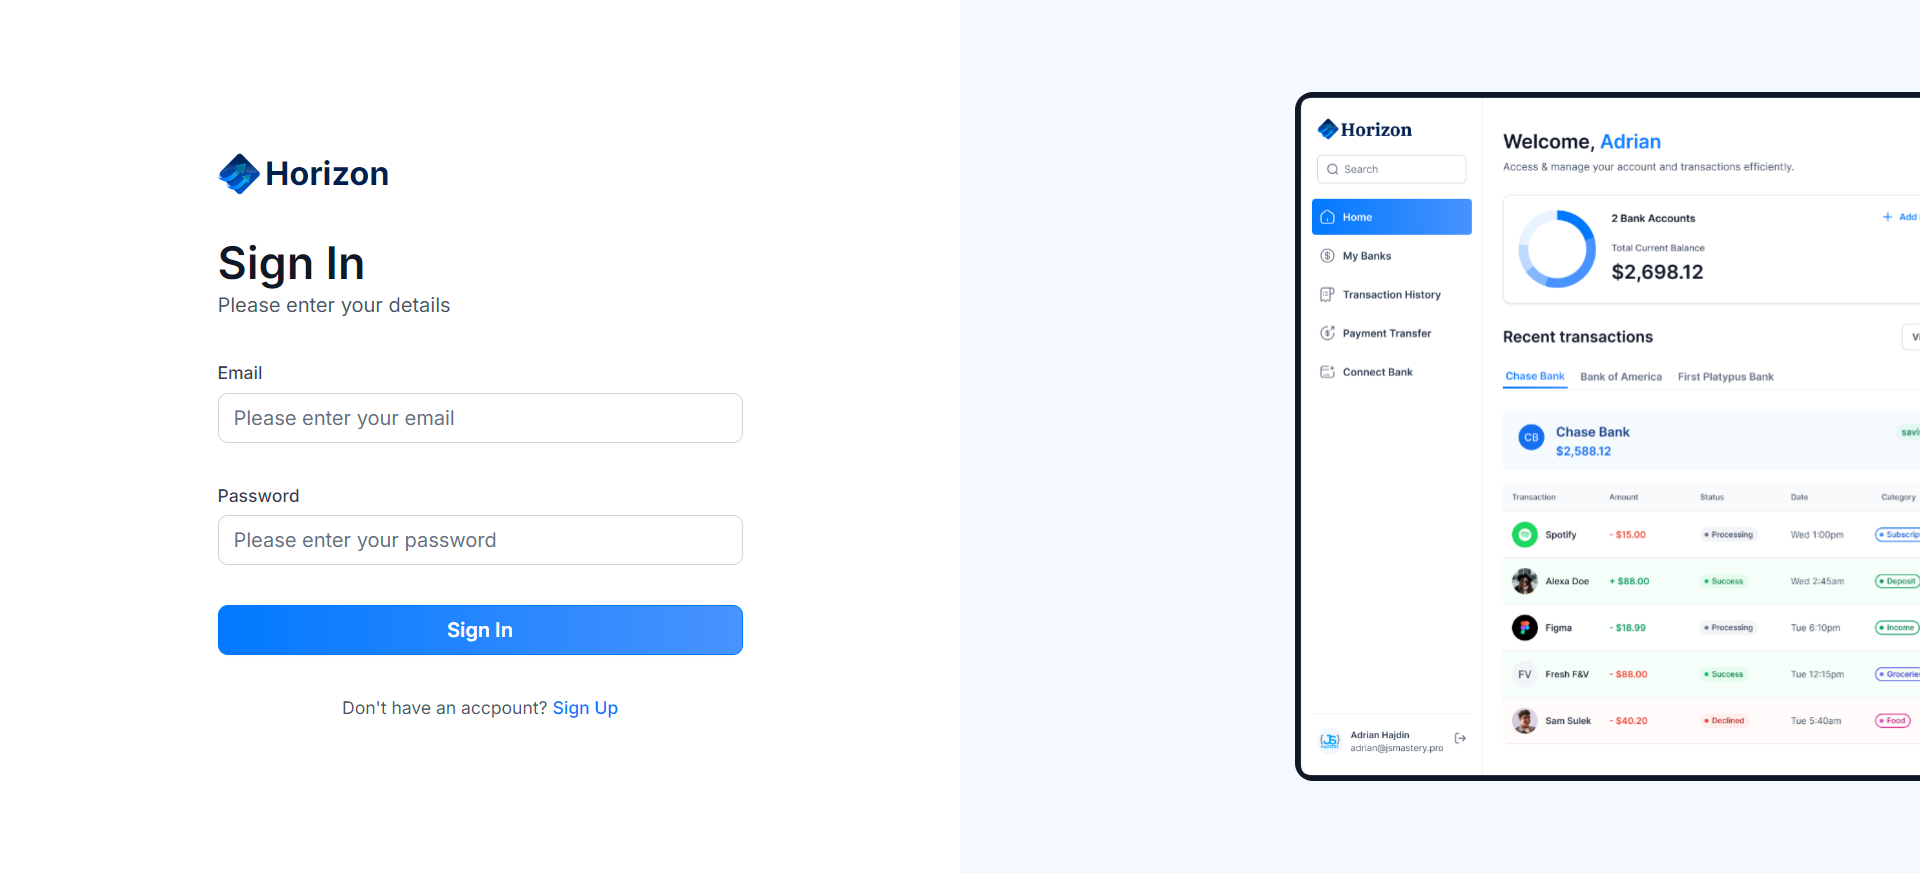 Horizon
Sign In
Please enter your details
Email
Please enter your email
Password
Please enter your password
Sign In
Don't have an accpount? Sign Up
Horizon
Search
Home
My Banks
Transaction History
Payment Transfer
Connect Bank
Adrian Hajdin
adrian@jsmastery.pro
Welcome, Adrian
Access & manage your account and transactions efficiently.
2 Bank Accounts
+ Add
Total Current Balance
$2,698.12
Recent transactions
Chase Bank Bank of America First Platypus Bank
CB Chase Bank
$2,588.12
Transaction Amount Status Date Category
Spotify - $15.00 Processing Wed 1:00pm
Alexa Doe + $88.00 Success Wed 2:45am Deposit
Figma - $18.99 Processing Tue 6:10pm Income
FV Fresh F&V - $88.00 Success Tue 12:15pm
Sam Sulek - $40.20 Declined Tue 5:40am Food